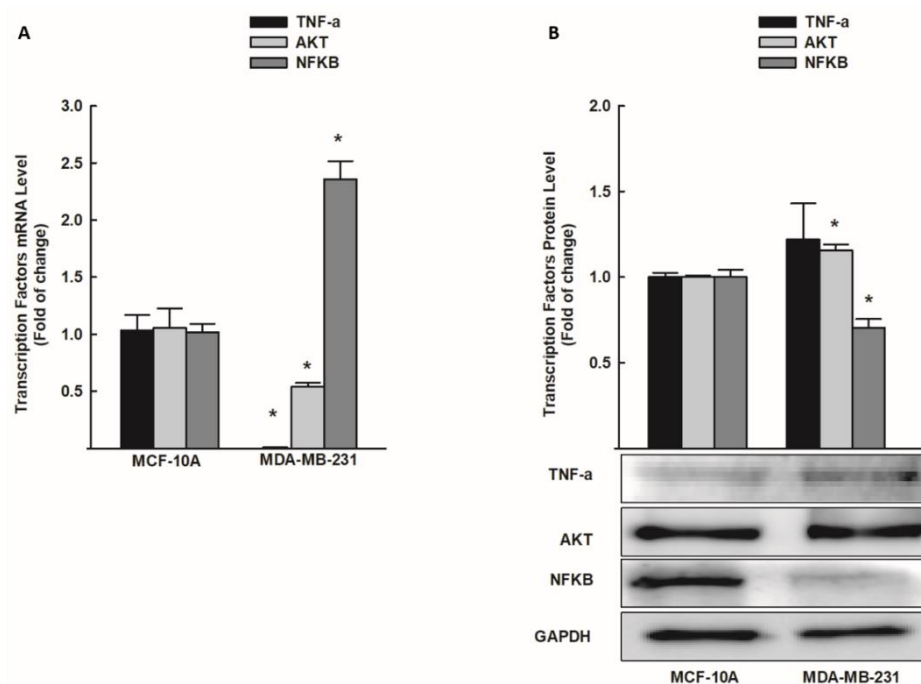 A
TNF-a
AKT
NFKB
Transcription Factors mRNA Level
(Fold of change)
3.0
2.5
2.0
1.5
1.0
0.5
*
*
*
MCF-10A
MDA-MB-231
B
TNF-a
AKT
NFKB
Transcription Factors Protein Level
(Fold of change)
2.0
1.5
1.0
0.5
*
*
TNF-a
AKT
NFKB
GAPDH
MCF-10A
MDA-MB-231